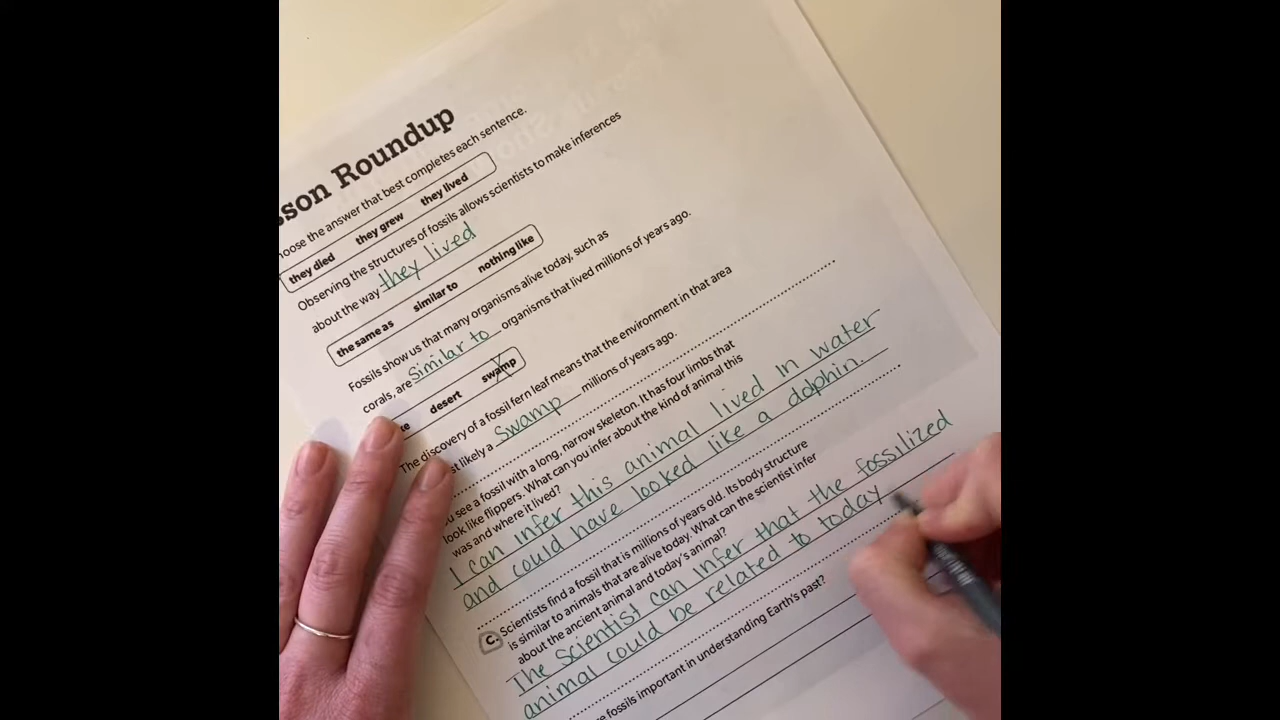 sson Roundup
hoose the answer that best completes each sentence.
they died they grew they lived
Observing the structures of fossils allows scientists to make inferences
about the way they lived
the same as similar to nothing like
Fossils show us that many organisms alive today, such as
corals, are similar to organisms that lived millions of years ago.
desert swamp
The discovery of a fossil fern leaf means that the environment in that area
st likely a swamp millions of years ago.
u see a fossil with a long, narrow skeleton. It has four limbs that
look like flippers. What can you infer about the kind of animal this
was and where it lived?
I can infer this animal lived in water
and could have looked like a dolphin.
C. Scientists find a fossil that is millions of years old. Its body structure
is similar to animals that are alive today. What can the scientist infer
about the ancient animal and today's animal?
The scientist can infer that the fossilized
animal could be related to today
fossils important in understanding Earth's past?